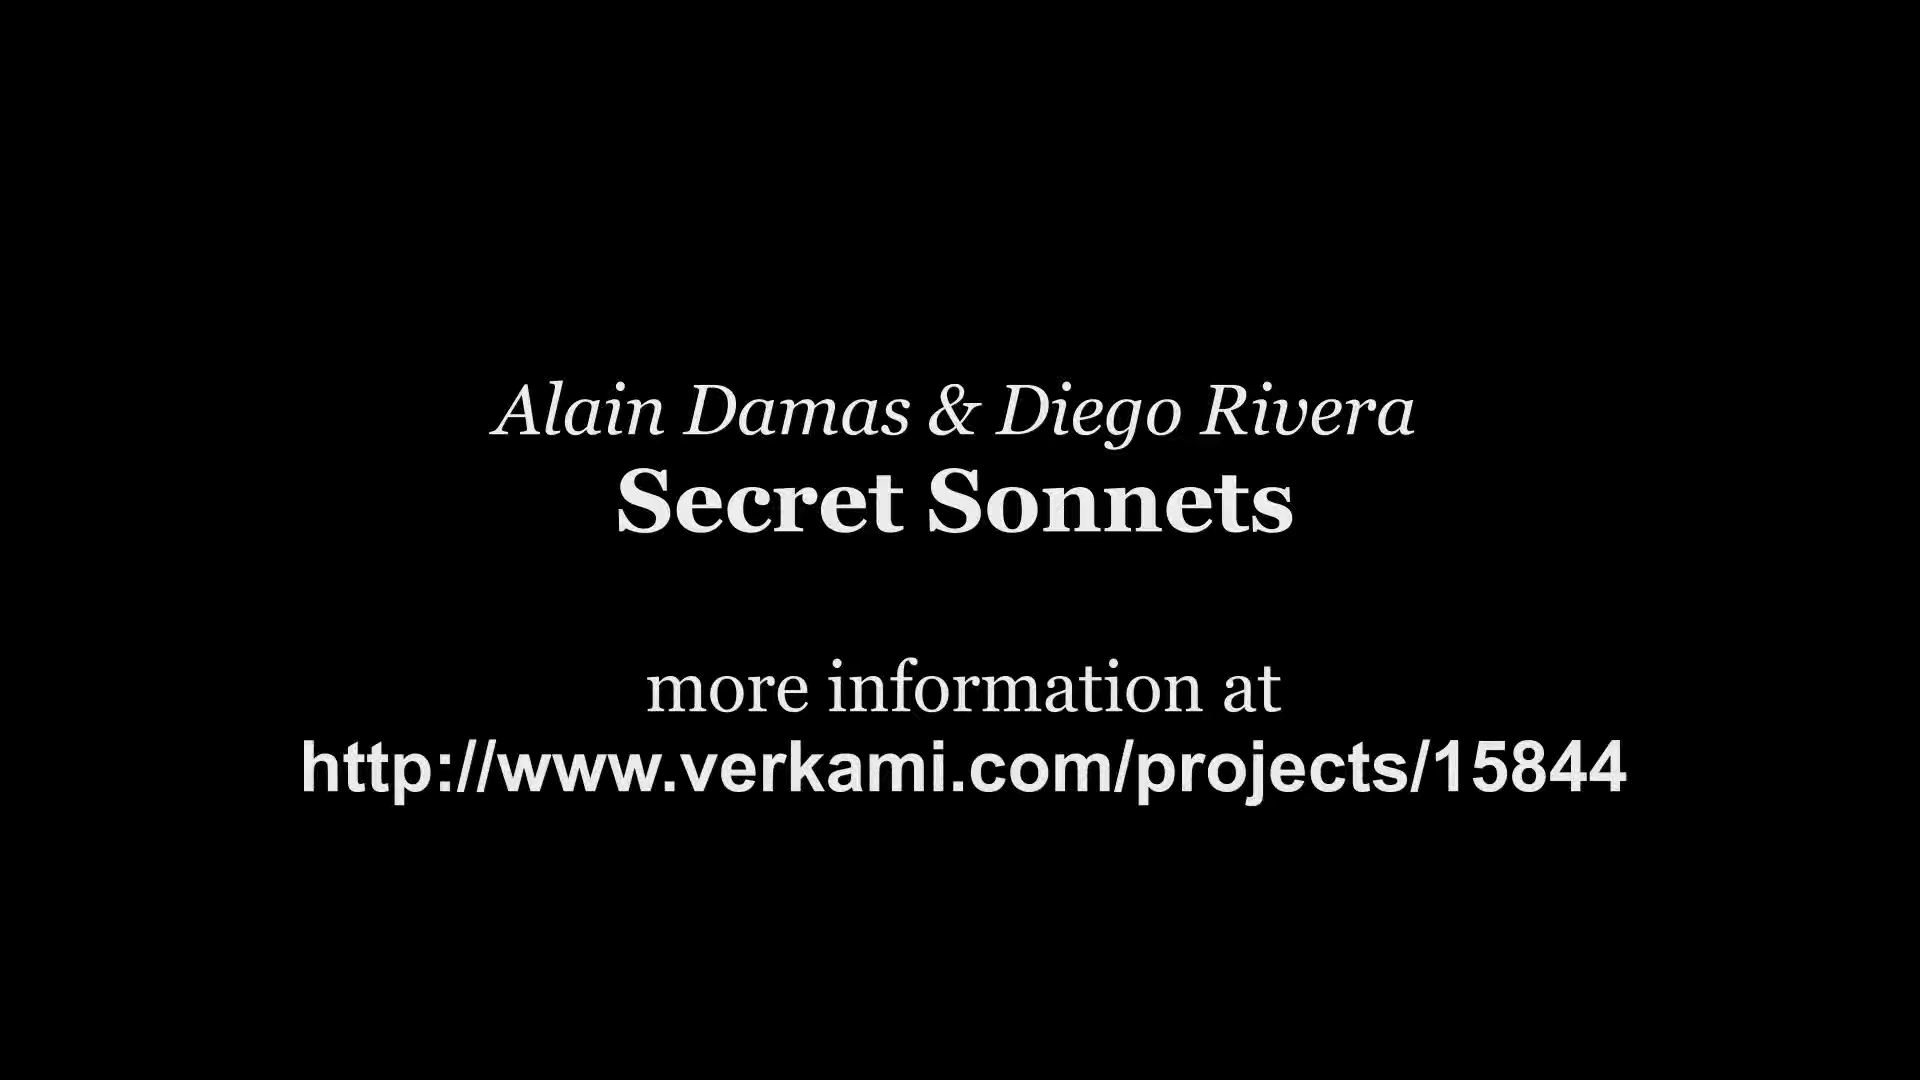 Alain Damas & Diego Rivera
Secret Sonnets
more information at
http://www.verkami.com/projects/15844